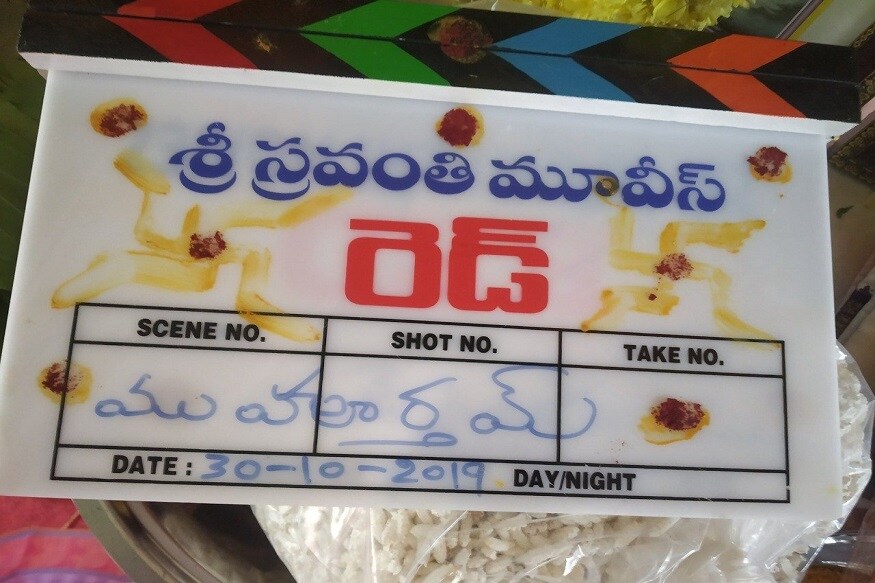 శ్రీ స్రవంతి మూవీస్
రెడ్
SCENE NO. SHOT NO. TAKE NO.
ముహూర్తమ్
DATE : 30-10-2019 DAY/NIGHT